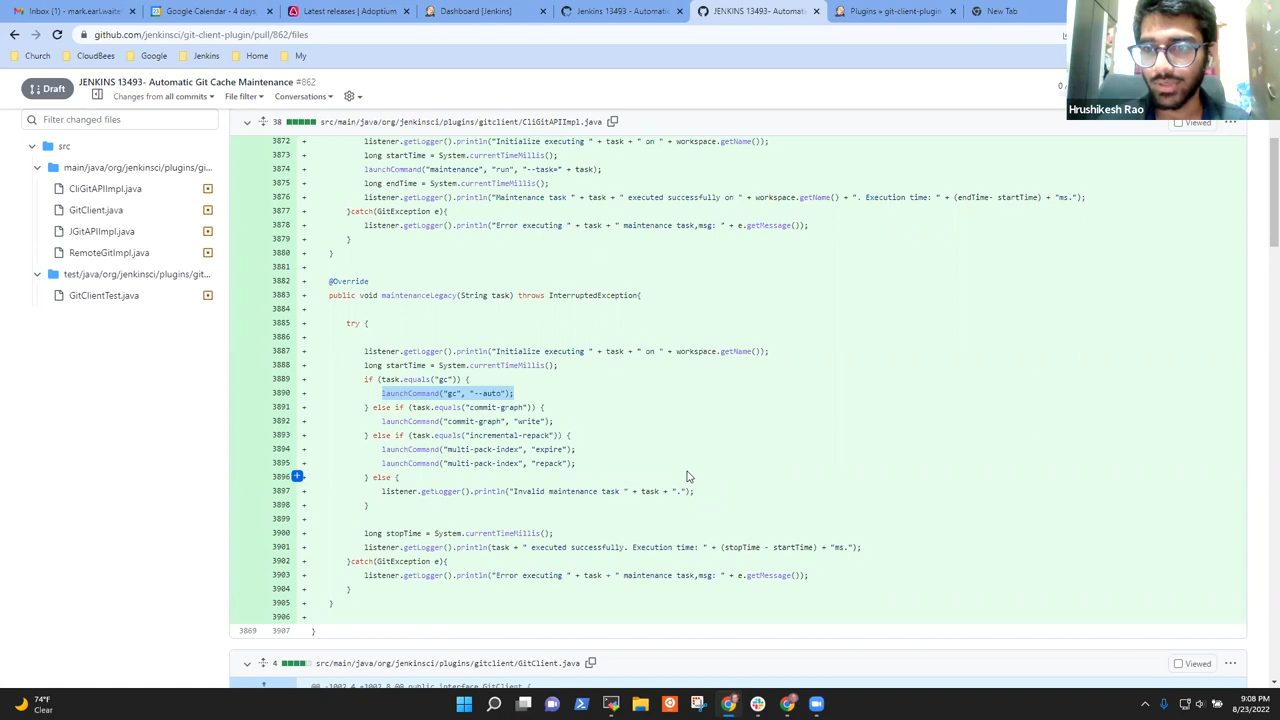 Inbox (1) - mark.earl.waite
Google Calendar - 4 days,
Latest releases | Adoptium
Dashboard [Jenkins]
Jenkins 13493 - Automatic
JENKINS 13493- Automatic
Plugins » git-client-plugin
New Tab
github.com/jenkinsci/git-client-plugin/pull/862/files
Church
CloudBees
Google
Jenkins
Home
My
Hrushikesh Rao
Draft
JENKINS 13493- Automatic Git Cache Maintenance #862
Changes from all commits
File filter
Conversations
0 /
Filter changed files
src
main/java/org/jenkinsci/plugins/gi...
CliGitAPIImpl.java
GitClient.java
JGitAPIImpl.java
RemoteGitImpl.java
test/java/org/jenkinsci/plugins/git...
GitClientTest.java
38 src/main/java/org/jenkinsci/plugins/gitclient/CliGitAPIImpl.java
Viewed
3872 + listener.getLogger().println("Initializing executing " + task + " on " + workspace.getName());
3873 + long startTime = System.currentTimeMillis();
3874 + launchCommand("maintenance", "run", "--task=" + task);
3875 + long endTime = System.currentTimeMillis();
3876 + listener.getLogger().println("Maintenance task " + task + " executed successfully on " + workspace.getName() + ". Execution time: " + (endTime- startTime) + "ms.");
3877 + }catch(GitException e){
3878 + listener.getLogger().println("Error executing " + task + " maintenance task,msg: " + e.getMessage());
3879 + }
3880 + }
3881 +
3882 + @Override
3883 + public void maintenanceLegacy(String task) throws InterruptedException{
3884 +
3885 + try {
3886 +
3887 + listener.getLogger().println("Initialize executing " + task + " on " + workspace.getName());
3888 + long startTime = System.currentTimeMillis();
3889 + if (task.equals("gc")) {
3890 + launchCommand("gc", "--auto");
3891 + } else if (task.equals("commit-graph")) {
3892 + launchCommand("commit-graph", "write");
3893 + } else if (task.equals("incremental-repack")) {
3894 + launchCommand("multi-pack-index", "expire");
3895 + launchCommand("multi-pack-index", "repack");
3896 + } else {
3897 + listener.getLogger().println("Invalid maintenance task " + task + ".");
3898 + }
3899 +
3900 + long stopTime = System.currentTimeMillis();
3901 + listener.getLogger().println(task + " executed successfully. Execution time: " + (stopTime - startTime) + "ms.");
3902 + }catch(GitException e){
3903 + listener.getLogger().println("Error executing " + task + " maintenance task,msg: " + e.getMessage());
3904 + }
3905 + }
3906 +
3869 3907 }
4 src/main/java/org/jenkinsci/plugins/gitclient/GitClient.java
Viewed
@@ -1002,4 +1002,8 @@ public interface GitClient {
74°F
Clear
9:08 PM
8/23/2022